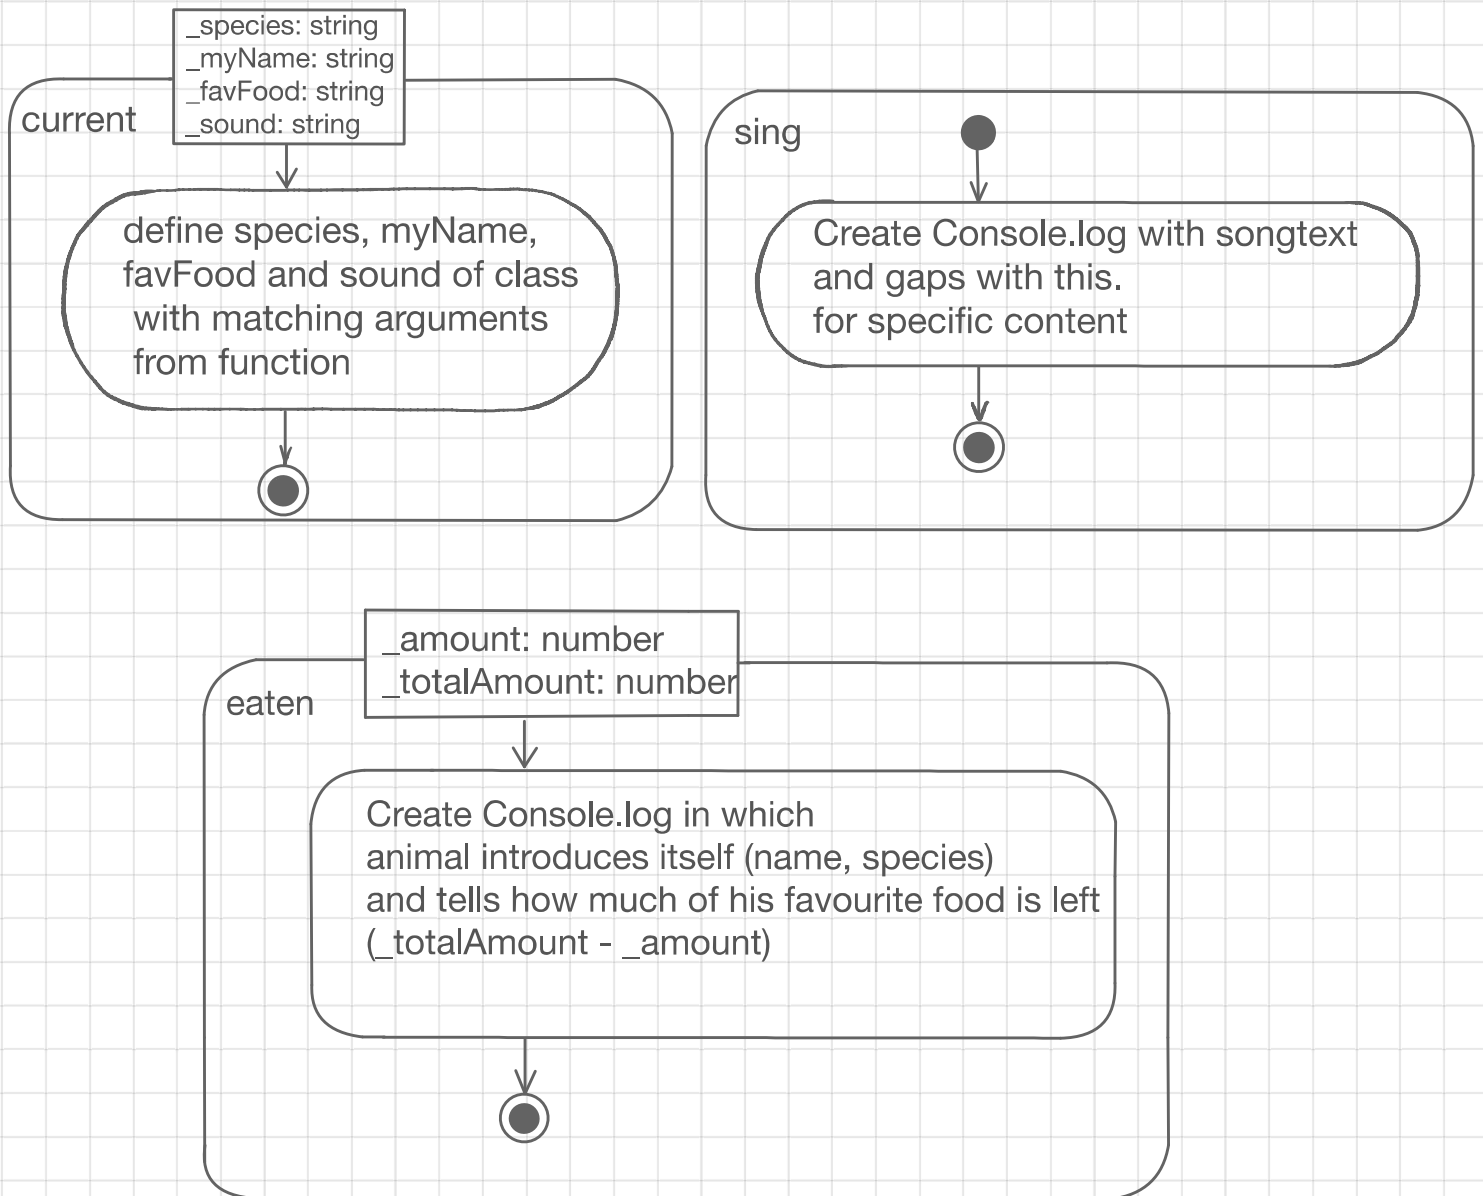 _species: string
_myName: string
_favFood: string
_sound: string
current
define species, myName,
favFood and sound of class
with matching arguments
from function
sing
Create Console.log with songtext
and gaps with this.
for specific content
_amount: number
_totalAmount: number
eaten
Create Console.log in which
animal introduces itself (name, species)
and tells how much of his favourite food is left
(_totalAmount - _amount)